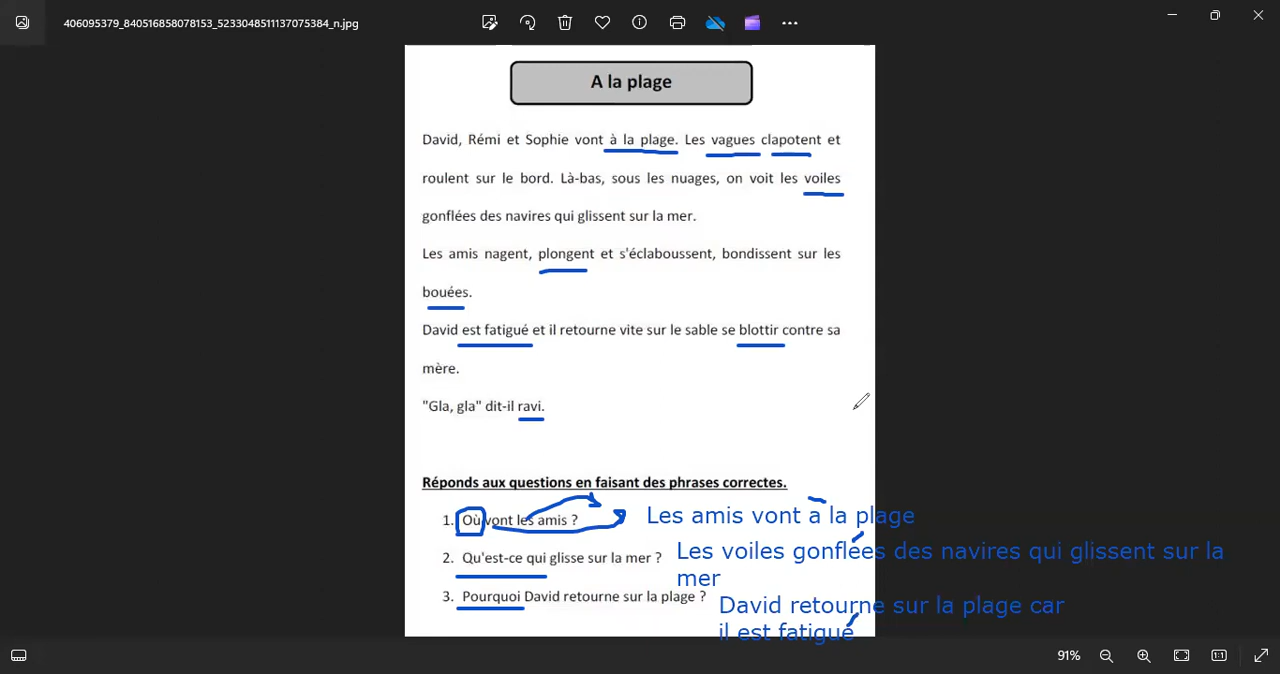 406095379_840516858078153_5233048511137075384_n.jpg
A la plage
David, Rémi et Sophie vont à la plage. Les vagues clapotent et
roulent sur le bord. Là-bas, sous les nuages, on voit les voiles
gonflées des navires qui glissent sur la mer.
Les amis nagent, plongent et s'éclaboussent, bondissent sur les
bouées.
David est fatigué et il retourne vite sur le sable se blottir contre sa
mère.
"Gla, gla" dit-il ravi.
Réponds aux questions en faisant des phrases correctes.
1. Où vont les amis ? Les amis vont à la plage
2. Qu'est-ce qui glisse sur la mer ? Les voiles gonflées des navires qui glissent sur la
mer
3. Pourquoi David retourne sur la plage ? David retourne sur la plage car
il est fatigué
91%
1:1